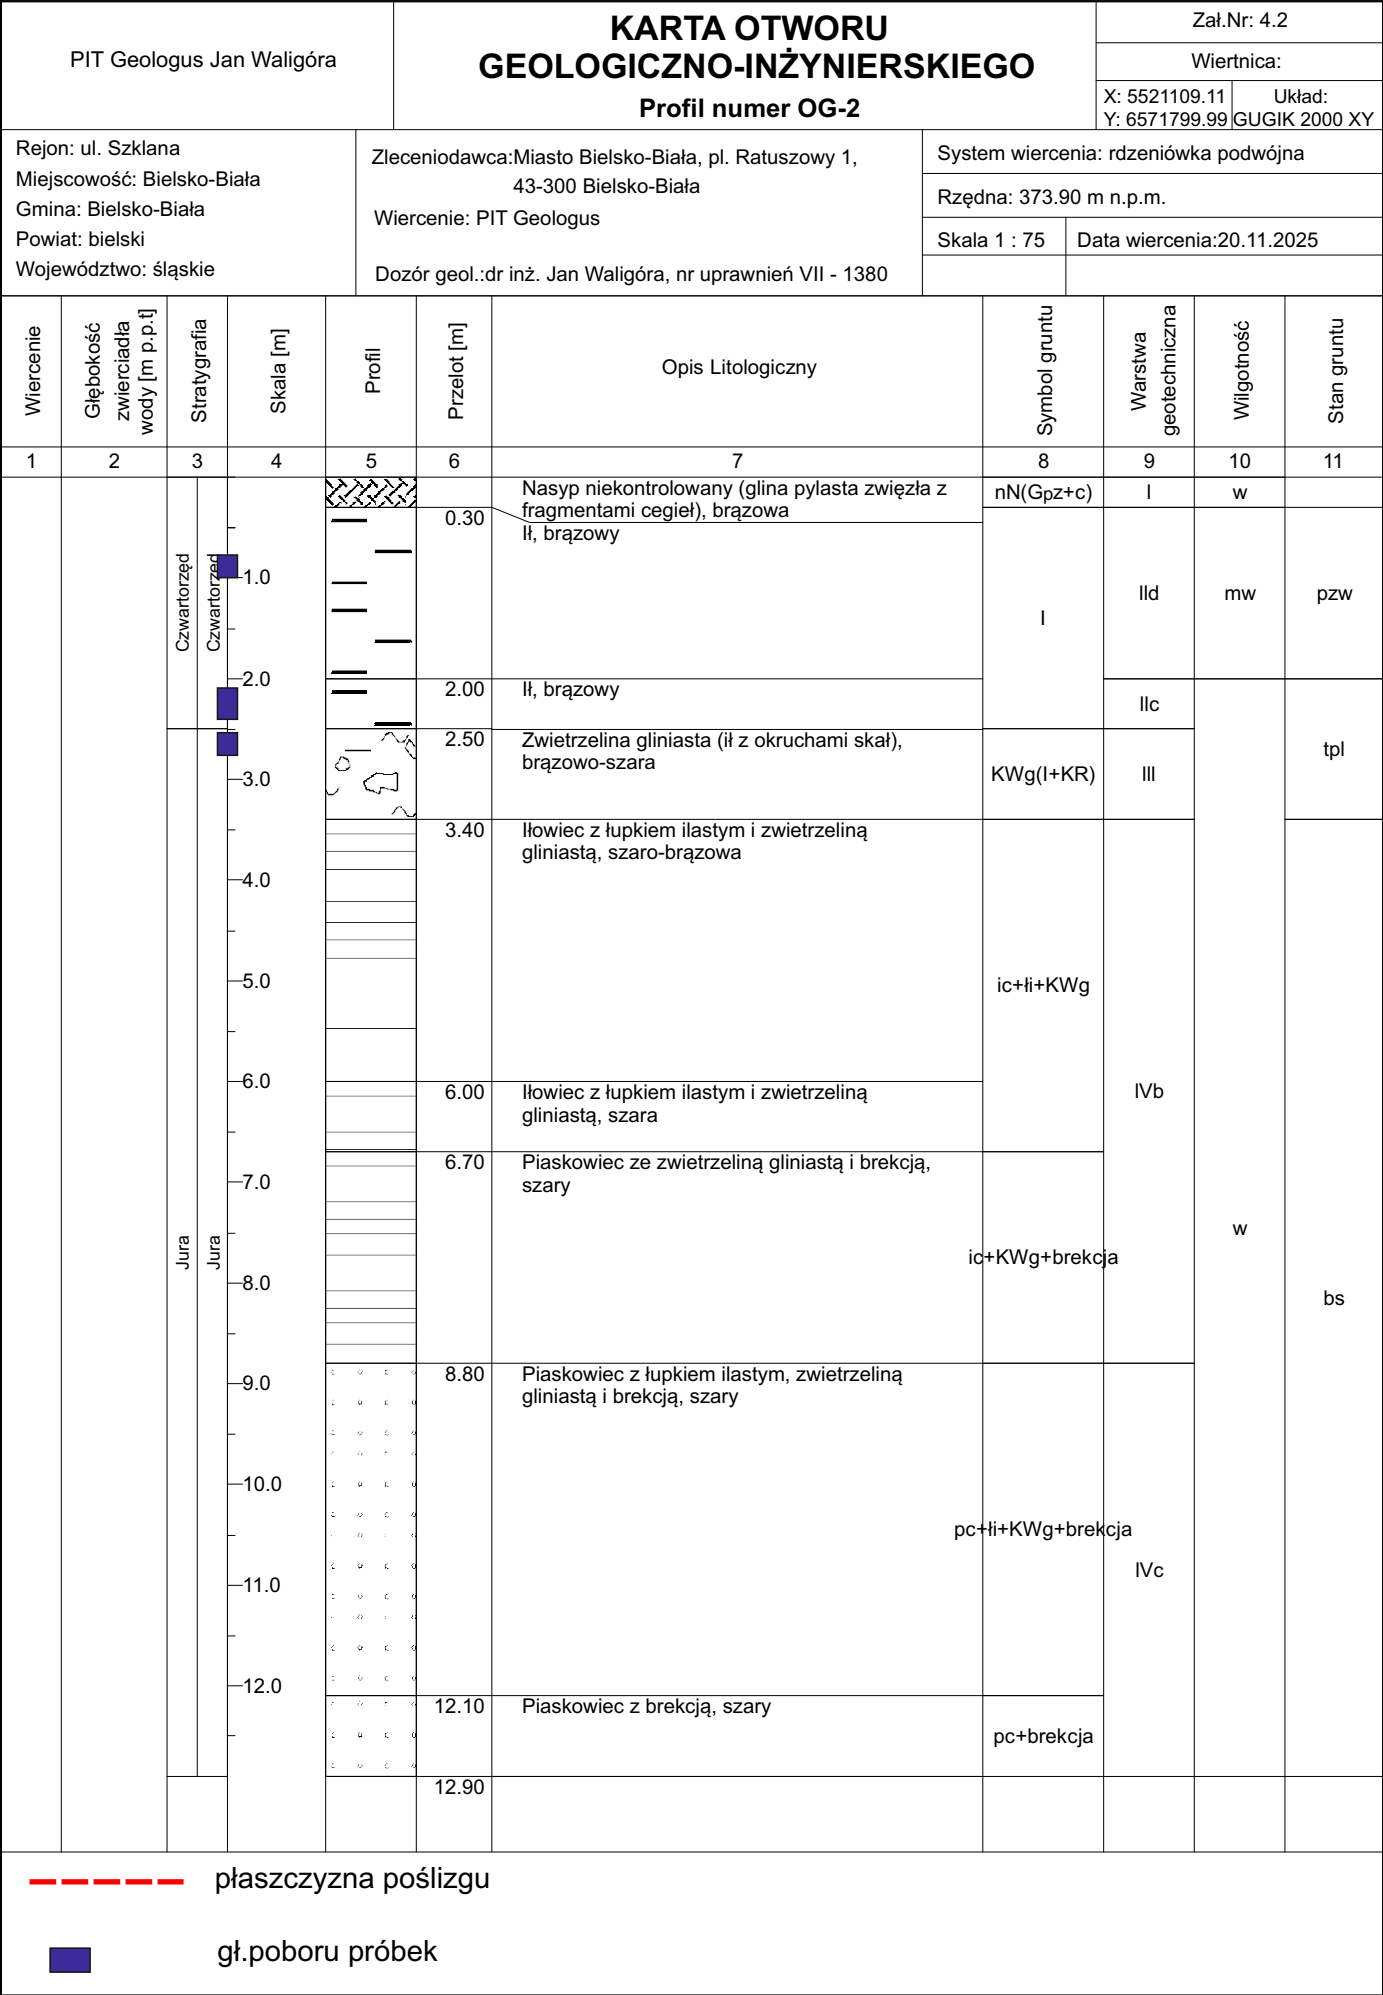 PIT Geologus Jan Waligóra
KARTA OTWORU
GEOLOGICZNO-INŻYNIERSKIEGO
Profil numer OG-2
Zał.Nr: 4.2
Wiertnica:
X: 5521109.11
Y: 6571799.99
Układ:
GUGIK 2000 XY
Rejon: ul. Szklana
Miejscowość: Bielsko-Biała
Gmina: Bielsko-Biała
Powiat: bielski
Województwo: śląskie
Zleceniodawca:Miasto Bielsko-Biała, pl. Ratuszowy 1,
43-300 Bielsko-Biała
Wiercenie: PIT Geologus
Dozór geol.:dr inż. Jan Waligóra, nr uprawnień VII - 1380
System wiercenia: rdzeniówka podwójna
Rzędna: 373.90 m n.p.m.
Skala 1 : 75
Data wiercenia:20.11.2025
Wiercenie
Głębokość
zwierciadła
wody [m p.p.t]
Stratygrafia
Skala [m]
Profil
Przelot [m]
Opis Litologiczny
Symbol gruntu
Warstwa
geotechniczna
Wilgotność
Stan gruntu
1 2 3 4 5 6 7 8 9 10 11
Nasyp niekontrolowany (glina pylasta zwięzła z
fragmentami cegieł), brązowa
nN(Gpz+c)
I
w
0.30
Ił, brązowy
Czwartorzęd
Czwartorzęd
1.0
I
IId
mw
pzw
2.0
2.00
Ił, brązowy
IIc
2.50
Zwietrzelina gliniasta (ił z okruchami skał),
brązowo-szara
tpl
3.0
KWg(I+KR)
III
3.40
Iłowiec z łupkiem ilastym i zwietrzeliną
gliniastą, szaro-brązowa
4.0
5.0
ic+łi+KWg
6.0
6.00
Iłowiec z łupkiem ilastym i zwietrzeliną
gliniastą, szara
IVb
6.70
Piaskowiec ze zwietrzeliną gliniastą i brekcją,
szary
7.0
Jura
Jura
ic+KWg+brekcja
w
8.0
bs
8.80
Piaskowiec z łupkiem ilastym, zwietrzeliną
gliniastą i brekcją, szary
9.0
10.0
pc+łi+KWg+brekcja
IVc
11.0
12.0
12.10
Piaskowiec z brekcją, szary
pc+brekcja
12.90
płaszczyzna poślizgu
gł.poboru próbek